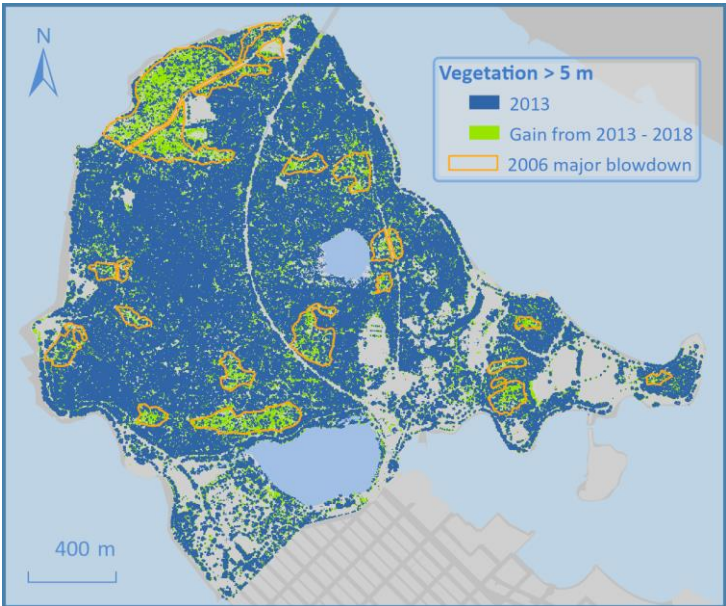 N
Vegetation > 5 m
2013
Gain from 2013 - 2018
2006 major blowdown
400 m